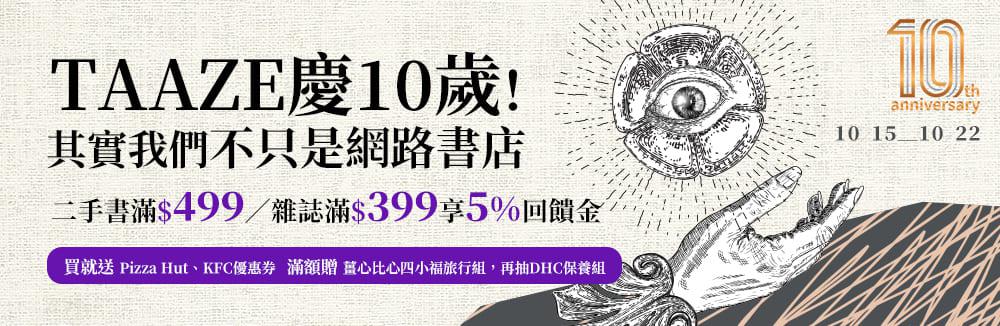 TAAZE慶10歲!
其實我們不只是網路書店
二手書滿$499／雜誌滿$399享5%回饋金
買就送 Pizza Hut、KFC優惠券 滿額贈 薑心比心四小福旅行組，再抽DHC保養組
10th
anniversary
10 15__10 22